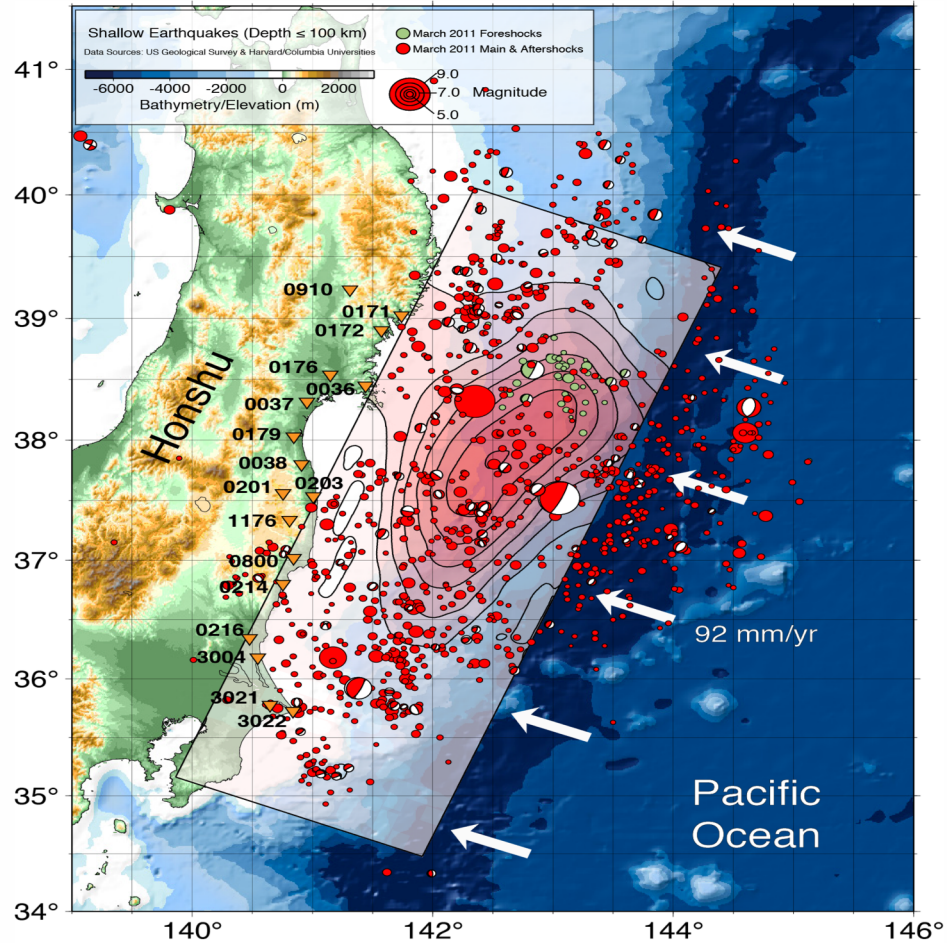 Shallow Earthquakes (Depth ≤ 100 km)
Data Sources: US Geological Survey & Harvard/Columbia Universities
-6000 -4000 -2000 0 2000
Bathymetry/Elevation (m)
March 2011 Foreshocks
March 2011 Main & Aftershocks
9.0
7.0 Magnitude
5.0
41°
40°
39°
38°
37°
36°
35°
34°
0910
0171
0172
0176
0036
0037
0179
0038
0203
0201
1176
0800
0214
0216
3004
3021
3022
Honshu
92 mm/yr
Pacific
Ocean
140° 142° 144° 146°